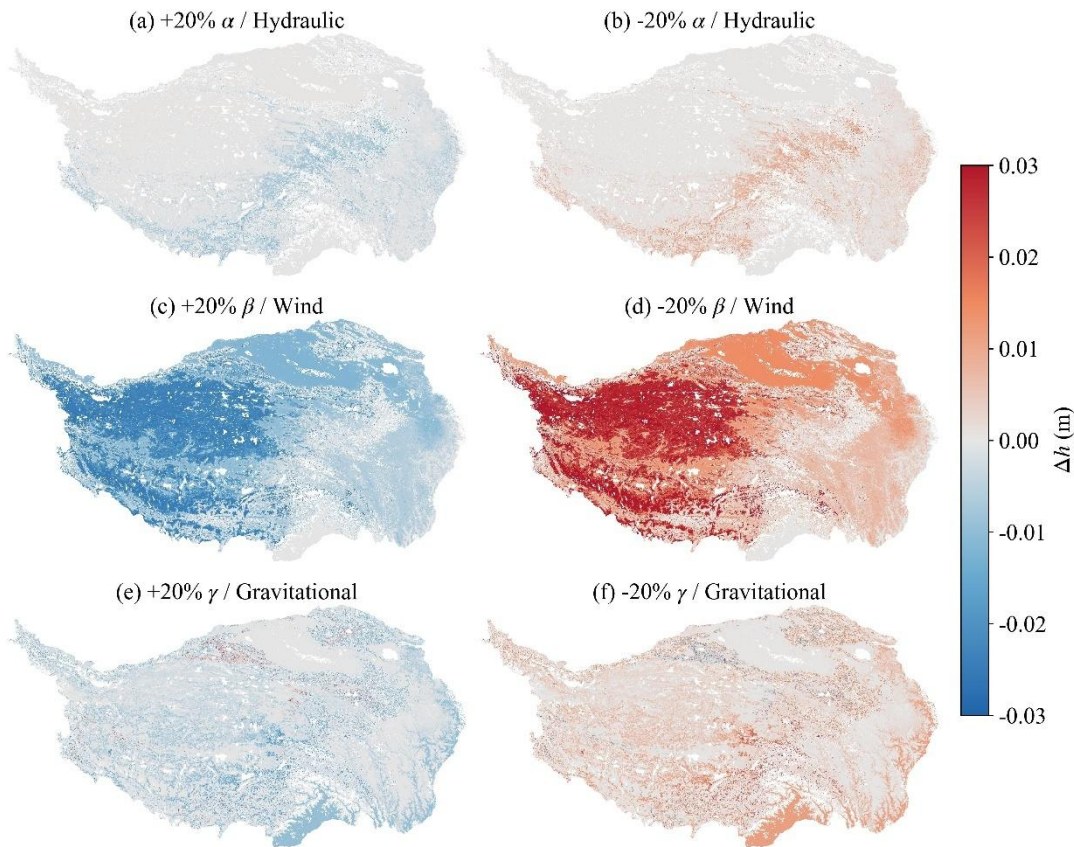 (a) +20% α / Hydraulic
(b) -20% α / Hydraulic
(c) +20% β / Wind
(d) -20% β / Wind
(e) +20% γ / Gravitational
(f) -20% γ / Gravitational
0.03
0.02
0.01
0.00
-0.01
-0.02
-0.03
Δh (m)